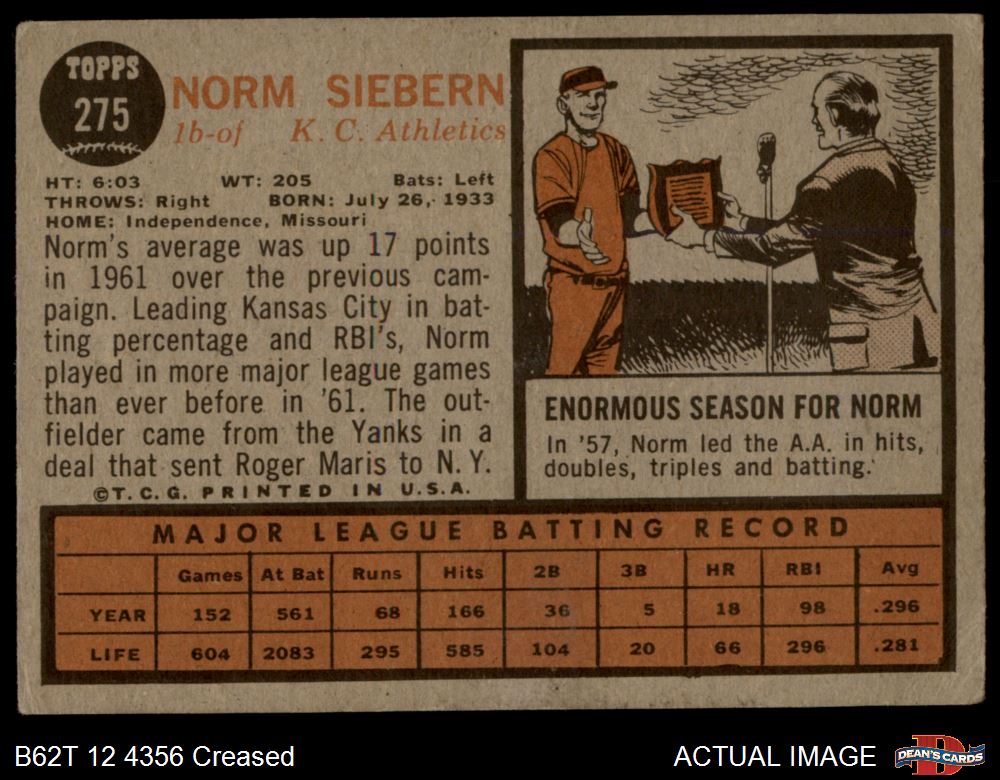 TOPPS
275
NORM SIEBERN
1b-of K. C. Athletics
HT: 6:03 WT: 205 Bats: Left
THROWS: Right BORN: July 26, 1933
HOME: Independence, Missouri
Norm's average was up 17 points
in 1961 over the previous cam-
paign. Leading Kansas City in bat-
ting percentage and RBI's, Norm
played in more major league games
than ever before in '61. The out-
fielder came from the Yanks in a
deal that sent Roger Maris to N. Y.
©T. C. G. PRINTED IN U.S.A.
ENORMOUS SEASON FOR NORM
In '57, Norm led the A.A. in hits,
doubles, triples and batting.
MAJOR LEAGUE BATTING RECORD
Games At Bat Runs Hits 2B 3B HR RBI Avg
YEAR 152 561 68 166 36 5 18 98 .296
LIFE 604 2083 295 585 104 20 66 296 .281
B62T 12 4356 Creased
ACTUAL IMAGE
DEAN'S CARDS